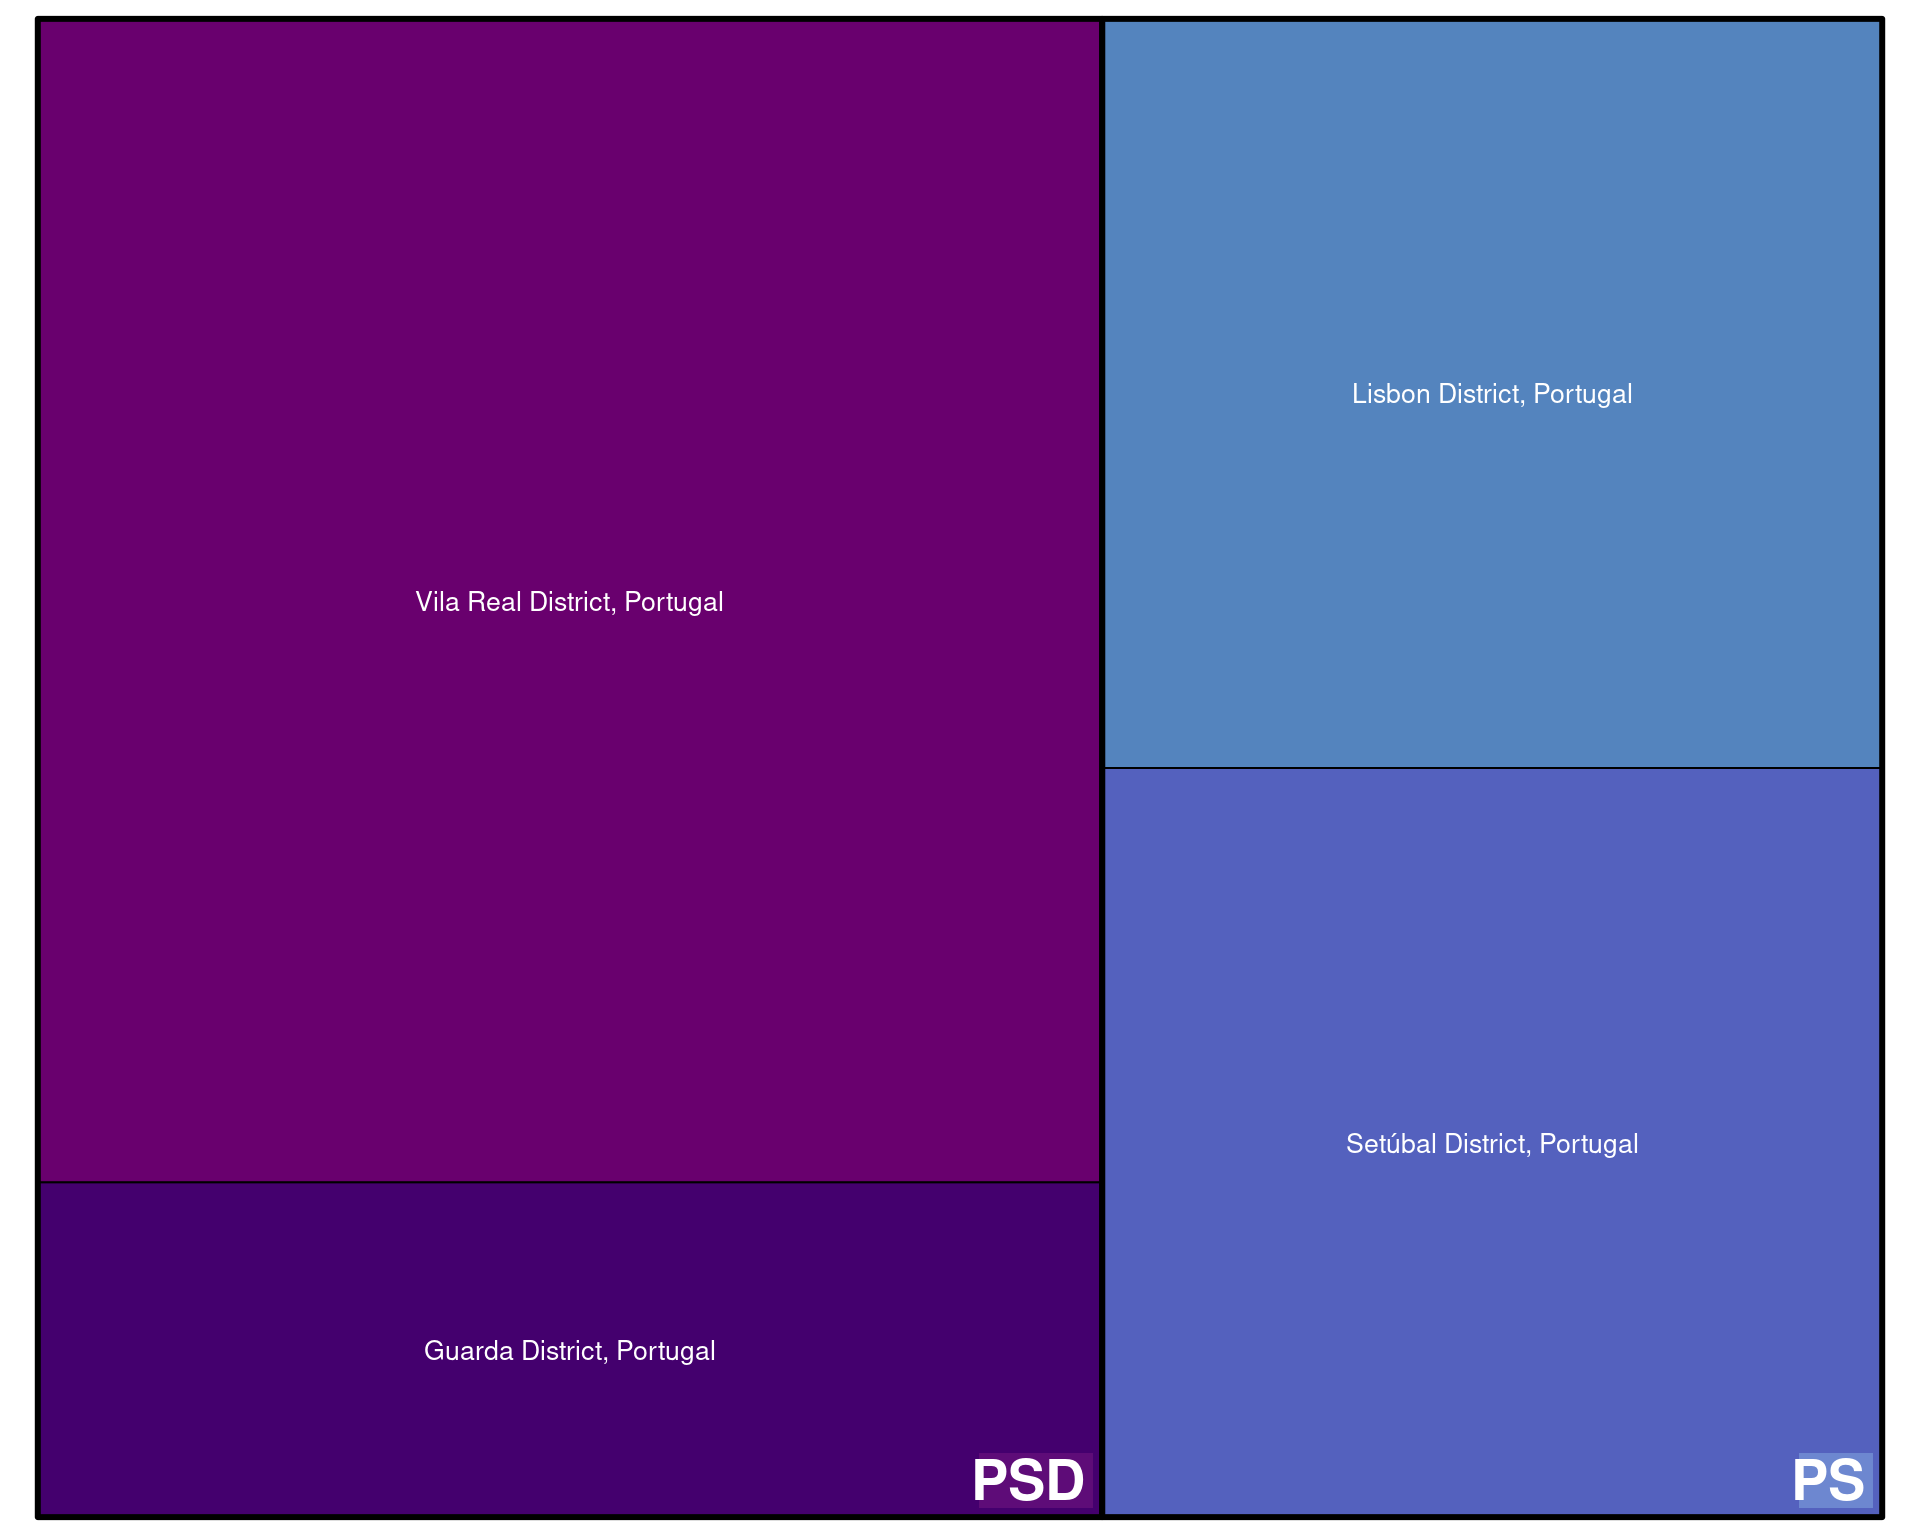 Lisbon District, Portugal
Vila Real District, Portugal
Setúbal District, Portugal
Guarda District, Portugal
PSD
PS